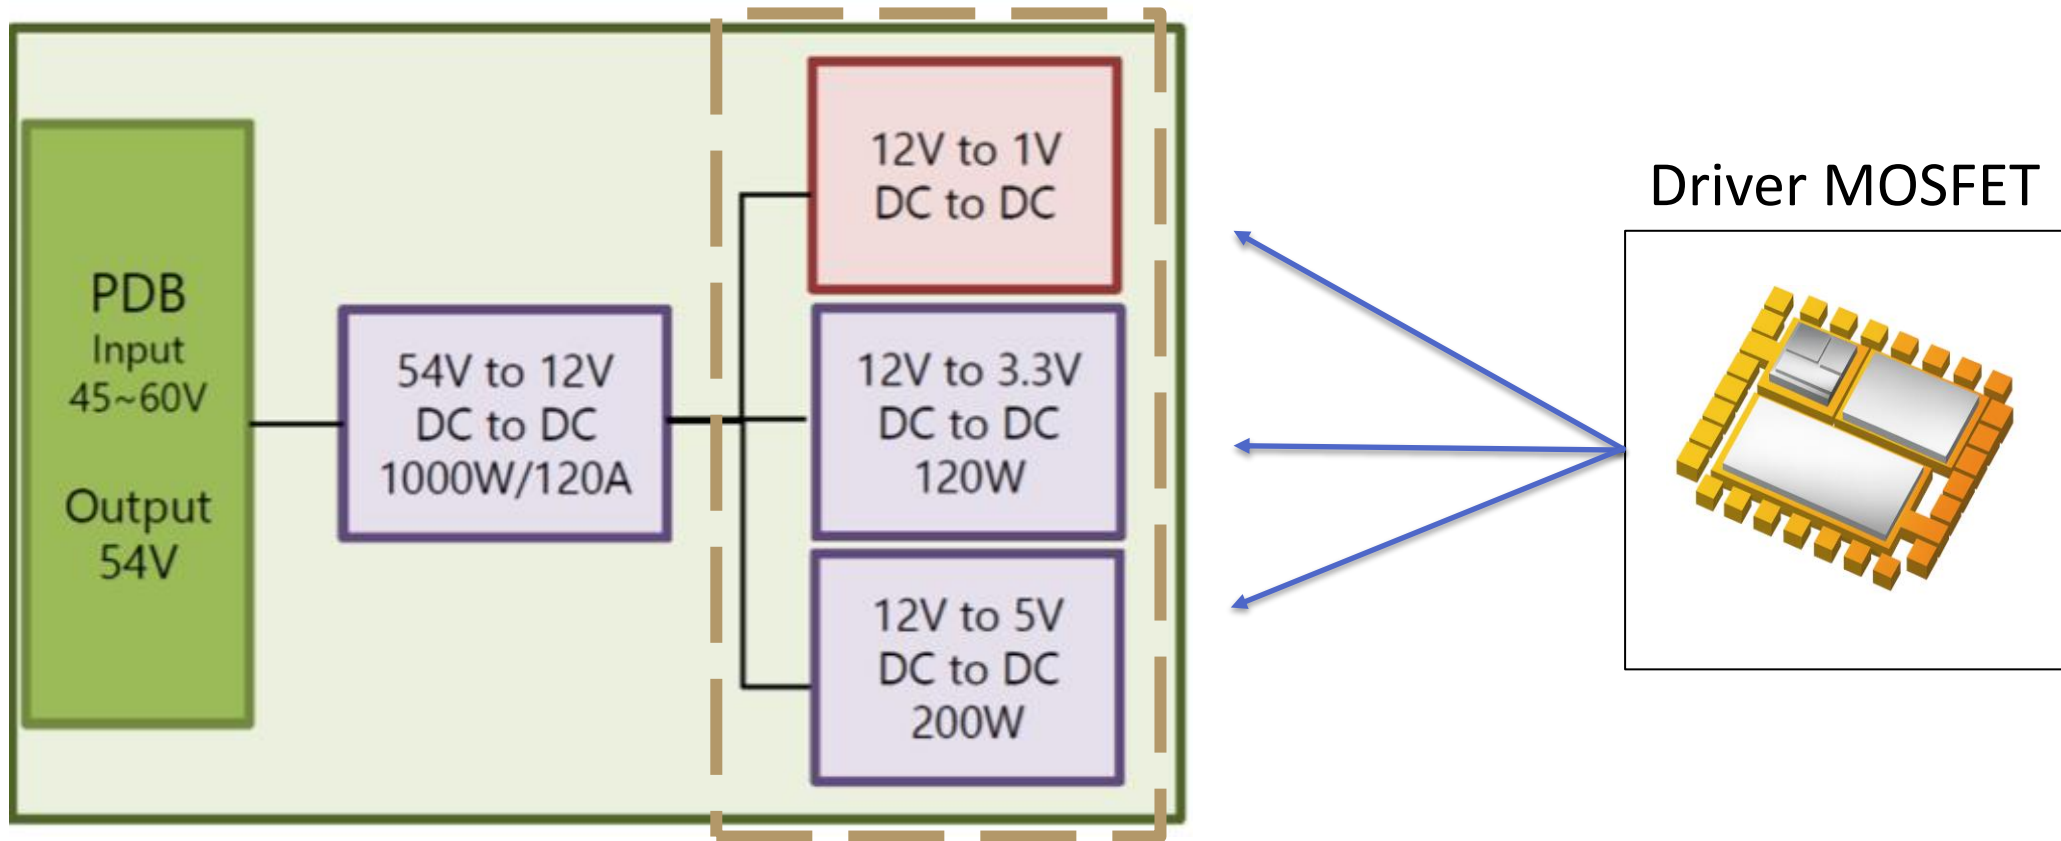 PDB
Input
45~60V
Output
54V
54V to 12V
DC to DC
1000W/120A
12V to 1V
DC to DC
12V to 3.3V
DC to DC
120W
12V to 5V
DC to DC
200W
Driver MOSFET